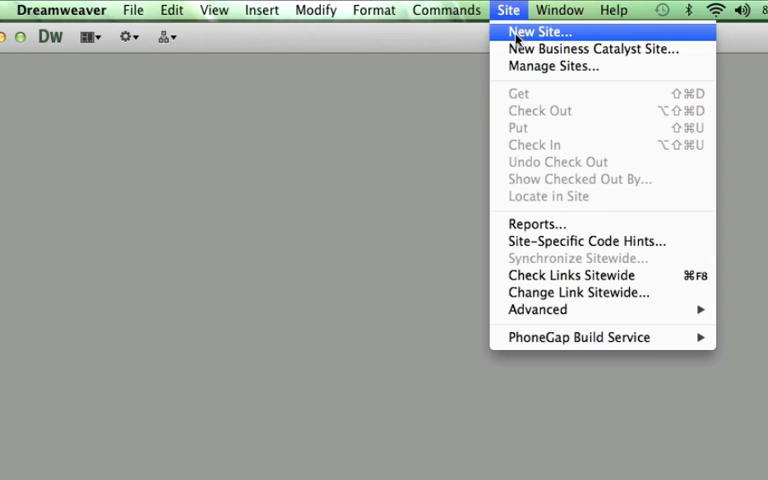 Dreamweaver File Edit View Insert Modify Format Commands Site Window Help 8
Dw
New Site...
New Business Catalyst Site...
Manage Sites...
Get ⇧⌘D
Check Out ⌥⇧⌘D
Put ⇧⌘U
Check In ⌥⇧⌘U
Undo Check Out
Show Checked Out By...
Locate in Site
Reports...
Site-Specific Code Hints...
Synchronize Sitewide...
Check Links Sitewide ⌘F8
Change Link Sitewide...
Advanced
PhoneGap Build Service